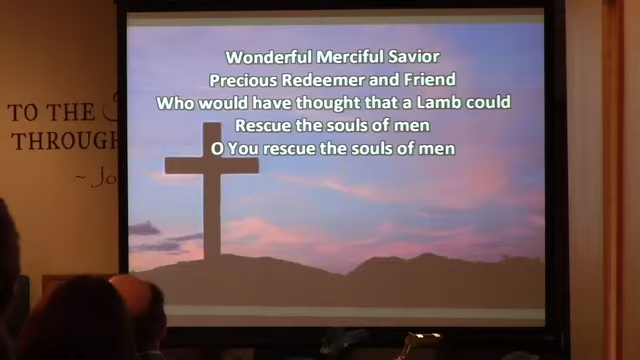 Wonderful Merciful Savior
Precious Redeemer and Friend
Who would have thought that a Lamb could
Rescue the souls of men
O You rescue the souls of men
TO THE
THROUGH
~ Jo